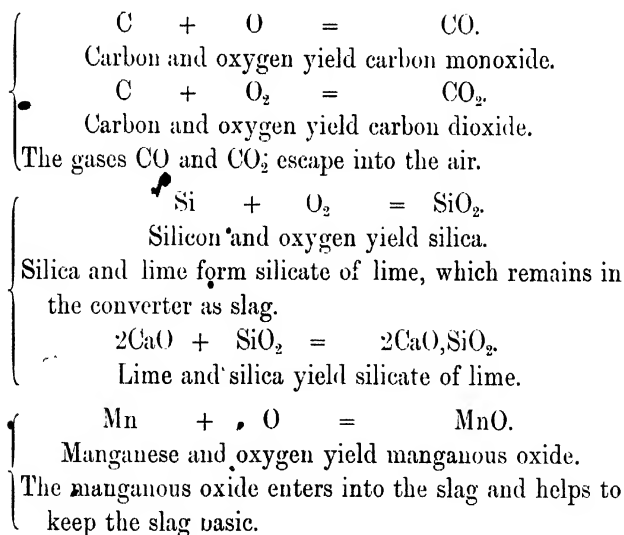 C + O = CO.
Carbon and oxygen yield carbon monoxide.
C + O₂ = CO₂.
Carbon and oxygen yield carbon dioxide.
The gases CO and CO₂ escape into the air.
Si + O₂ = SiO₂.
Silicon and oxygen yield silica.
Silica and lime form silicate of lime, which remains in
the converter as slag.
2CaO + SiO₂ = 2CaO,SiO₂.
Lime and silica yield silicate of lime.
Mn + O = MnO.
Manganese and oxygen yield manganous oxide.
The manganous oxide enters into the slag and helps to
keep the slag basic.